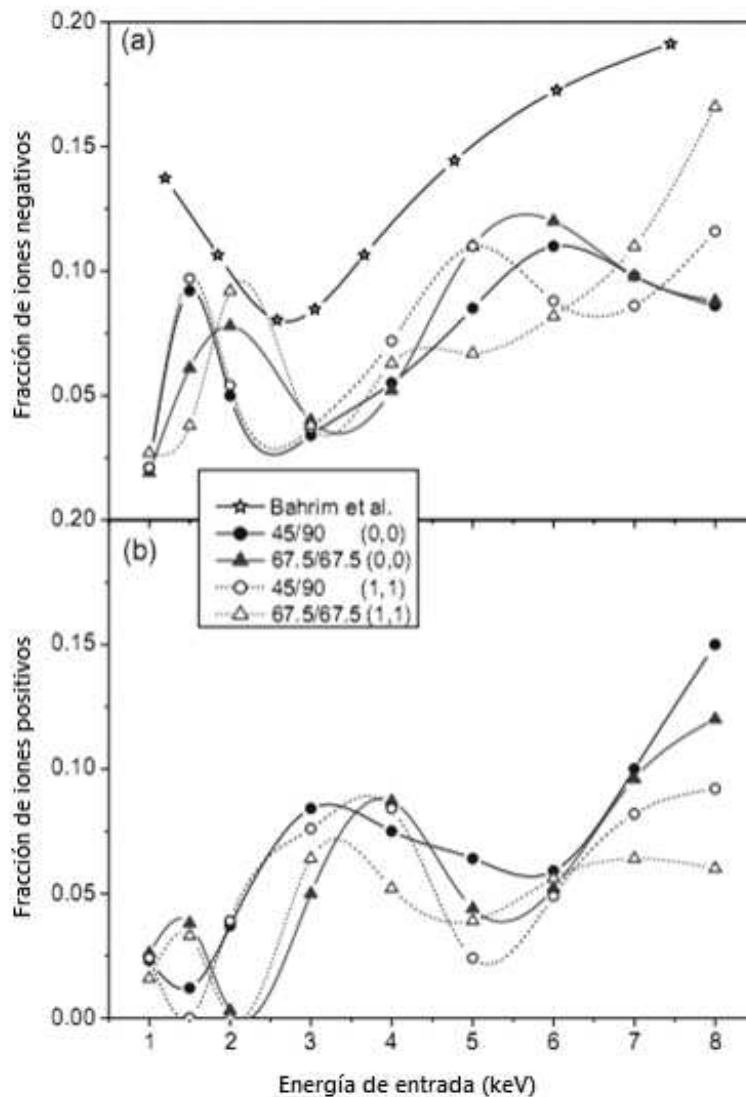 (a)
Fracción de iones negativos
0.20
0.15
0.10
0.05
Bahrim et al.
45/90 (0,0)
67.5/67.5 (0,0)
45/90 (1,1)
67.5/67.5 (1,1)
(b)
Fracción de iones positivos
0.20
0.15
0.10
0.05
0.00
1 2 3 4 5 6 7 8
Energía de entrada (keV)